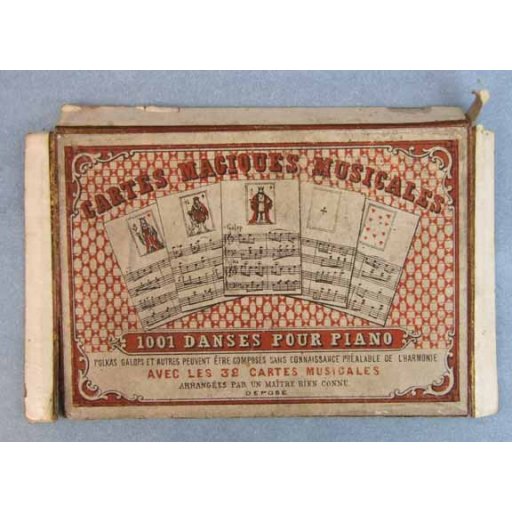 CARTES MAGIQUES MUSICALES
Galop
1001 DANSES POUR PIANO
POLKAS GALOPS ET AUTRES PEUVENT ÊTRE COMPOSÉS SANS CONNAISSANCE PRÉALABLE DE L'HARMONIE
AVEC LES 32 CARTES MUSICALES
ARRANGÉES PAR UN MAÎTRE BIEN CONNU
DEPOSÉ